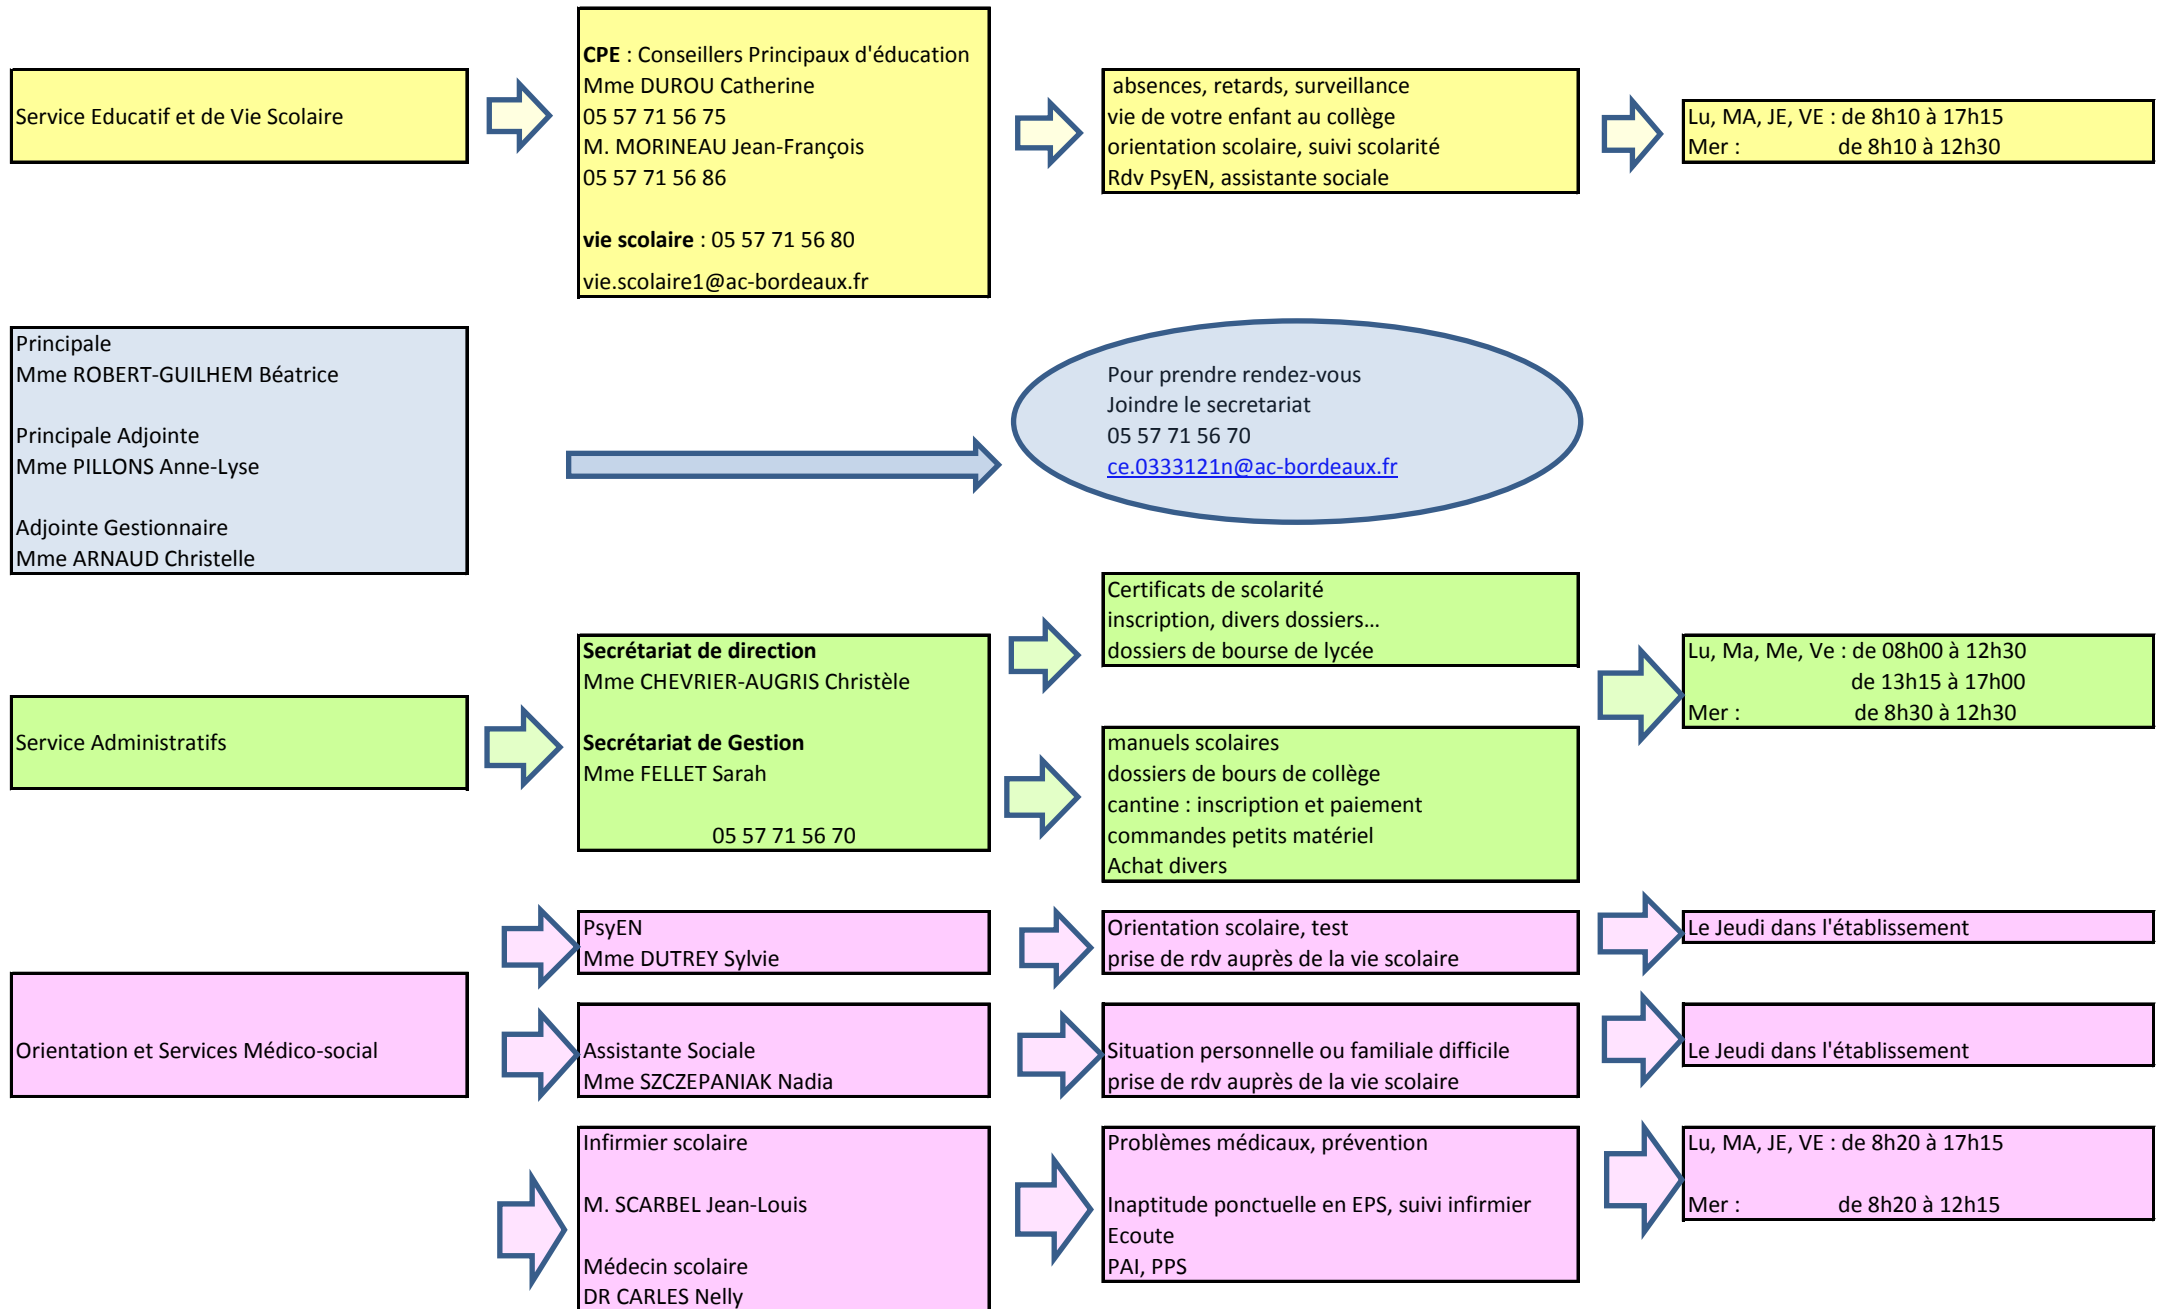 Service Educatif et de Vie Scolaire
CPE : Conseillers Principaux d'éducation
Mme DUROU Catherine
05 57 71 56 75
M. MORINEAU Jean-François
05 57 71 56 86
vie scolaire : 05 57 71 56 80
vie.scolaire1@ac-bordeaux.fr
absences, retards, surveillance
vie de votre enfant au collège
orientation scolaire, suivi scolarité
Rdv PsyEN, assistante sociale
Lu, MA, JE, VE : de 8h10 à 17h15
Mer : de 8h10 à 12h30
Principale
Mme ROBERT-GUILHEM Béatrice
Principale Adjointe
Mme PILLONS Anne-Lyse
Adjointe Gestionnaire
Mme ARNAUD Christelle
Pour prendre rendez-vous
Joindre le secretariat
05 57 71 56 70
ce.0333121n@ac-bordeaux.fr
Service Administratifs
Secrétariat de direction
Mme CHEVRIER-AUGRIS Christèle
Secrétariat de Gestion
Mme FELLET Sarah
05 57 71 56 70
Certificats de scolarité
inscription, divers dossiers...
dossiers de bourse de lycée
manuels scolaires
dossiers de bours de collège
cantine : inscription et paiement
commandes petits matériel
Achat divers
Lu, Ma, Me, Ve : de 08h00 à 12h30
de 13h15 à 17h00
Mer : de 8h30 à 12h30
Orientation et Services Médico-social
PsyEN
Mme DUTREY Sylvie
Orientation scolaire, test
prise de rdv auprès de la vie scolaire
Le Jeudi dans l'établissement
Assistante Sociale
Mme SZCZEPANIAK Nadia
Situation personnelle ou familiale difficile
prise de rdv auprès de la vie scolaire
Le Jeudi dans l'établissement
Infirmier scolaire
M. SCARBEL Jean-Louis
Médecin scolaire
DR CARLES Nelly
Problèmes médicaux, prévention
Inaptitude ponctuelle en EPS, suivi infirmier
Ecoute
PAI, PPS
Lu, MA, JE, VE : de 8h20 à 17h15
Mer : de 8h20 à 12h15